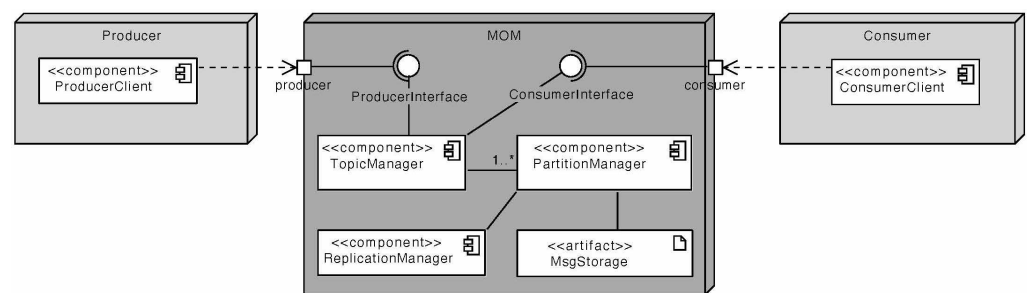 Producer
MOM
Consumer
<<component>>
ProducerClient
producer
ProducerInterface
ConsumerInterface
consumer
<<component>>
ConsumerClient
<<component>>
TopicManager
1..*
<<component>>
PartitionManager
<<component>>
ReplicationManager
<<artifact>>
MsgStorage